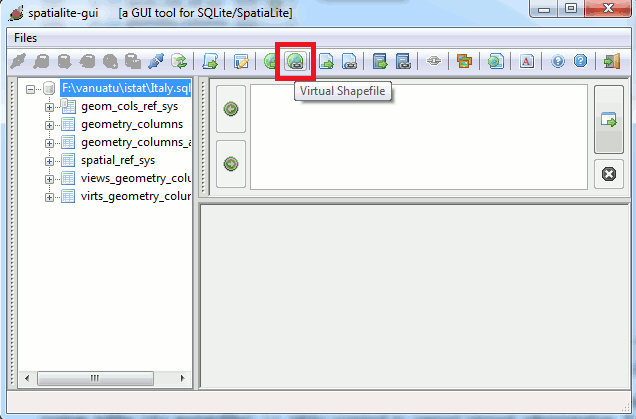 spatialite-gui [a GUI tool for SQLite/SpatiaLite]
Files
Virtual Shapefile
F:\vanuatu\istat\Italy.sql
geom_cols_ref_sys
geometry_columns
geometry_columns_a
spatial_ref_sys
views_geometry_colu
virts_geometry_colum